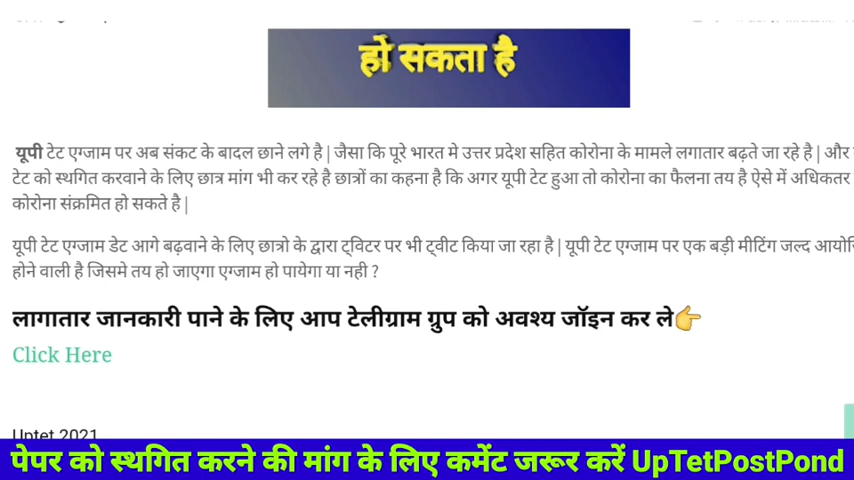 हो सकता है
यूपी टेट एग्जाम पर अब संकट के बादल छाने लगे है | जैसा कि पूरे भारत मे उत्तर प्रदेश सहित कोरोना के मामले लगातार बढ़ते जा रहे है | और
टेट को स्थगित करवाने के लिए छात्र मांग भी कर रहे है छात्रों का कहना है कि अगर यूपी टेट हुआ तो कोरोना का फैलना तय है ऐसे में अधिकतर
कोरोना संक्रमित हो सकते है |
यूपी टेट एग्जाम डेट आगे बढ़वाने के लिए छात्रो के द्वारा ट्विटर पर भी ट्वीट किया जा रहा है | यूपी टेट एग्जाम पर एक बड़ी मीटिंग जल्द
होने वाली है जिसमे तय हो जाएगा एग्जाम हो पायेगा या नही ?
लागातार जानकारी पाने के लिए आप टेलीग्राम ग्रुप को अवश्य जॉइन कर ले👉
Click Here
Uptet 2021
पेपर को स्थगित करने की मांग के लिए कमेंट जरूर करें UpTetPostPond